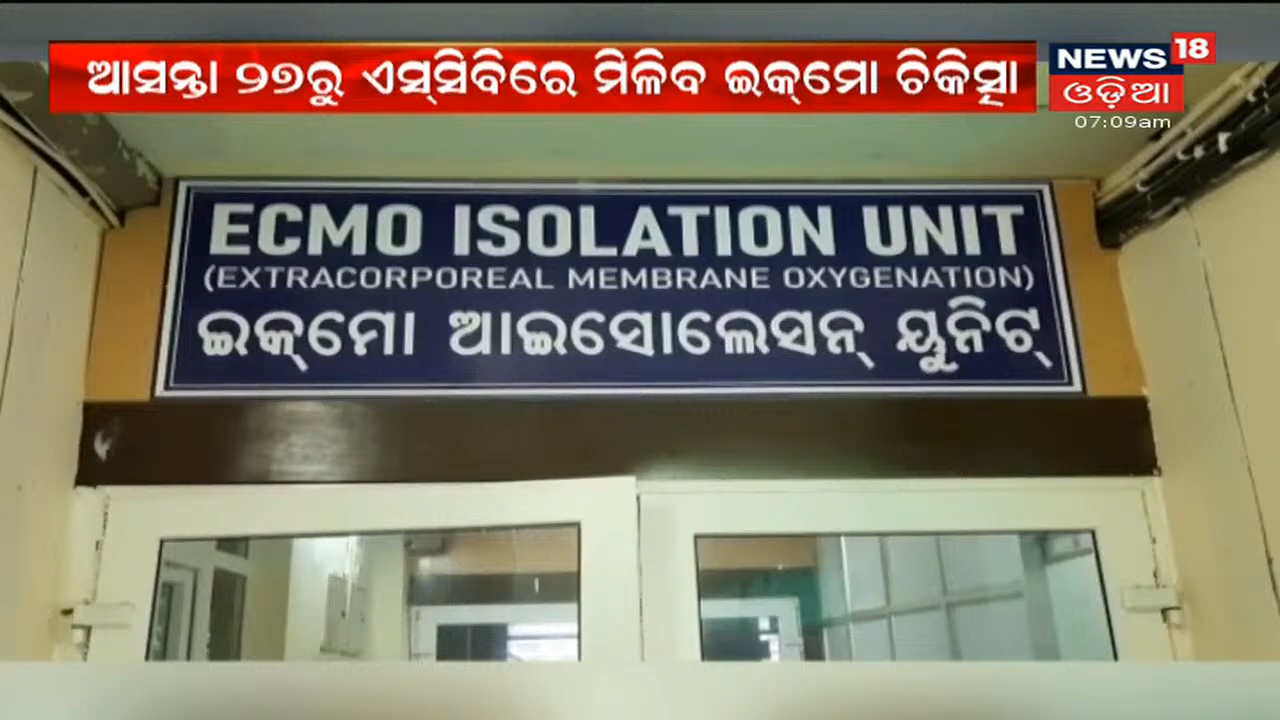 ଆସନ୍ତା ୨୭ରୁ ଏସ୍‌ସିବିରେ ମିଳିବ ଇକ୍‌ମୋ ଚିକିତ୍ସା
NEWS 18
ଓଡ଼ିଆ
07:09am
ECMO ISOLATION UNIT
(EXTRACORPOREAL MEMBRANE OXYGENATION)
ଇକ୍‌ମୋ ଆଇସୋଲେସନ୍ ୟୁନିଟ୍